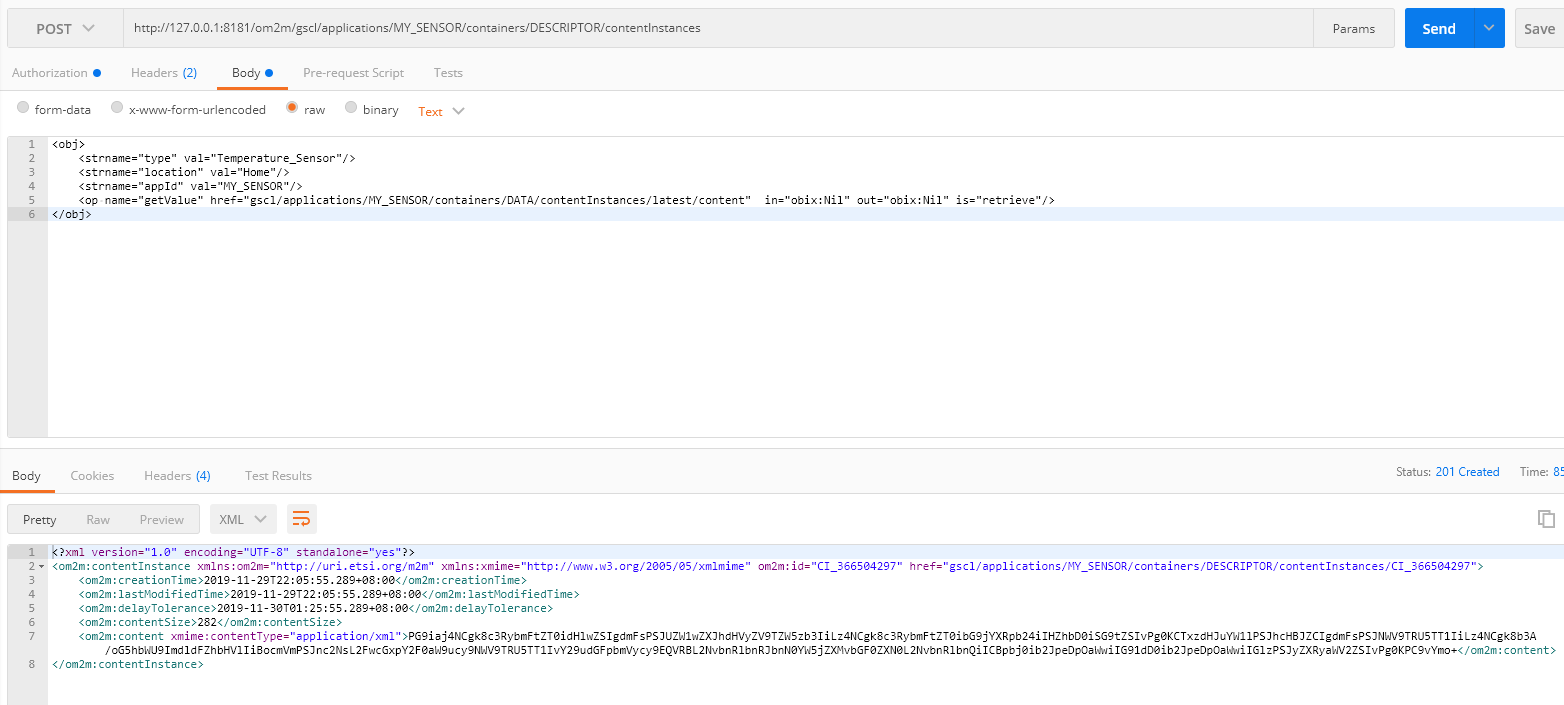 POST http://127.0.0.1:8181/om2m/gscl/applications/MY_SENSOR/containers/DESCRIPTOR/contentInstances Params Send Save
Authorization Headers (2) Body Pre-request Script Tests
form-data x-www-form-urlencoded raw binary Text
1 <obj>
2 <strname="type" val="Temperature_Sensor"/>
3 <strname="location" val="Home"/>
4 <strname="appId" val="MY_SENSOR"/>
5 <op·name="getValue" href="gscl/applications/MY_SENSOR/containers/DATA/contentInstances/latest/content"  in="obix:Nil" out="obix:Nil" is="retrieve"/>
6 </obj>
Body Cookies Headers (4) Test Results Status: 201 Created Time: 85
Pretty Raw Preview XML
1 <?xml version="1.0" encoding="UTF-8" standalone="yes"?>
2 <om2m:contentInstance xmlns:om2m="http://uri.etsi.org/m2m" xmlns:xmime="http://www.w3.org/2005/05/xmlmime" om2m:id="CI_366504297" href="gscl/applications/MY_SENSOR/containers/DESCRIPTOR/contentInstances/CI_366504297">
3 <om2m:creationTime>2019-11-29T22:05:55.289+08:00</om2m:creationTime>
4 <om2m:lastModifiedTime>2019-11-29T22:05:55.289+08:00</om2m:lastModifiedTime>
5 <om2m:delayTolerance>2019-11-30T01:25:55.289+08:00</om2m:delayTolerance>
6 <om2m:contentSize>282</om2m:contentSize>
7 <om2m:content xmime:contentType="application/xml">PG9iaj4NCgk8c3RybmFtZT0idHlwZSIgdmFsPSJUZW1wZXJhdHVyZV9TZW5zb3IiLz4NCgk8c3RybmFtZT0ibG9jYXRpb24iIHZhbD0iSG9tZSIvPg0KCTxzdHJuYW1lPSJhcHBJZCIgdmFsPSJNWV9TRU5TT1IiLz4NCgk8b3A
/oG5hbWU9ImdldFZhbHVlIiBocmVmPSJnc2NsL2FwcGxpY2F0aW9ucy9NWV9TRU5TT1IvY29udGFpbmVycy9EQVRBL2NvbnRlbnRJbnN0YW5jZXMvbGF0ZXN0L2NvbnRlbnQiICBpbj0ib2JpeDpOaWwiIG91dD0ib2JpeDpOaWwiIGlzPSJyZXRyaWV2ZSIvPg0KPC9vYmo+</om2m:content>
8 </om2m:contentInstance>